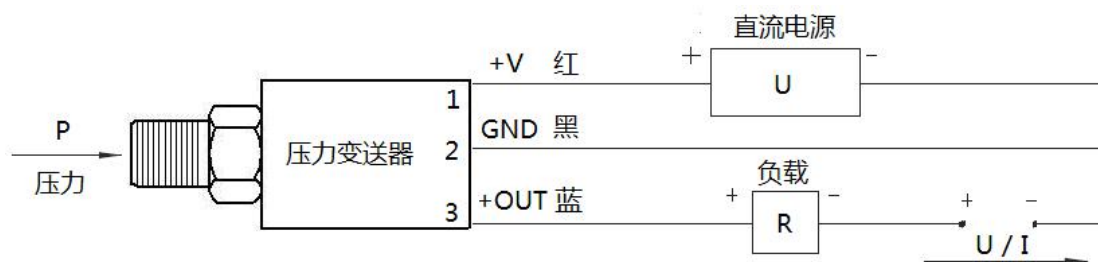 直流电源
+V 红 + U -
1
P
压力
压力变送器
GND 黑
2
负载
+OUT 蓝 + R - + -
3
U / I